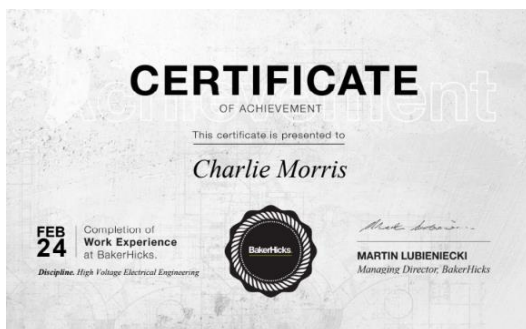 Achievement
CERTIFICATE
OF ACHIEVEMENT
This certificate is presented to
Charlie Morris
FEB
24
Completion of
Work Experience
at BakerHicks.
Discipline. High Voltage Electrical Engineering
BakerHicks.
MARTIN LUBIENIECKI
Managing Director, BakerHicks